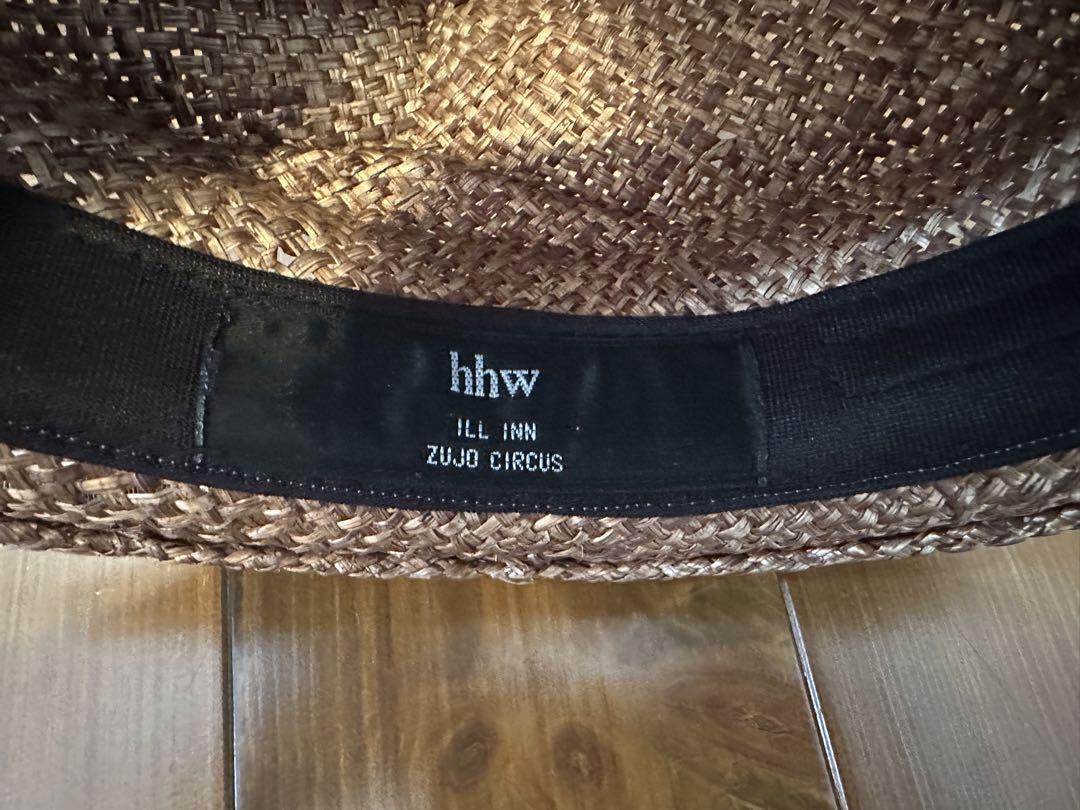 hhw
ILL INN
ZUJO CIRCUS